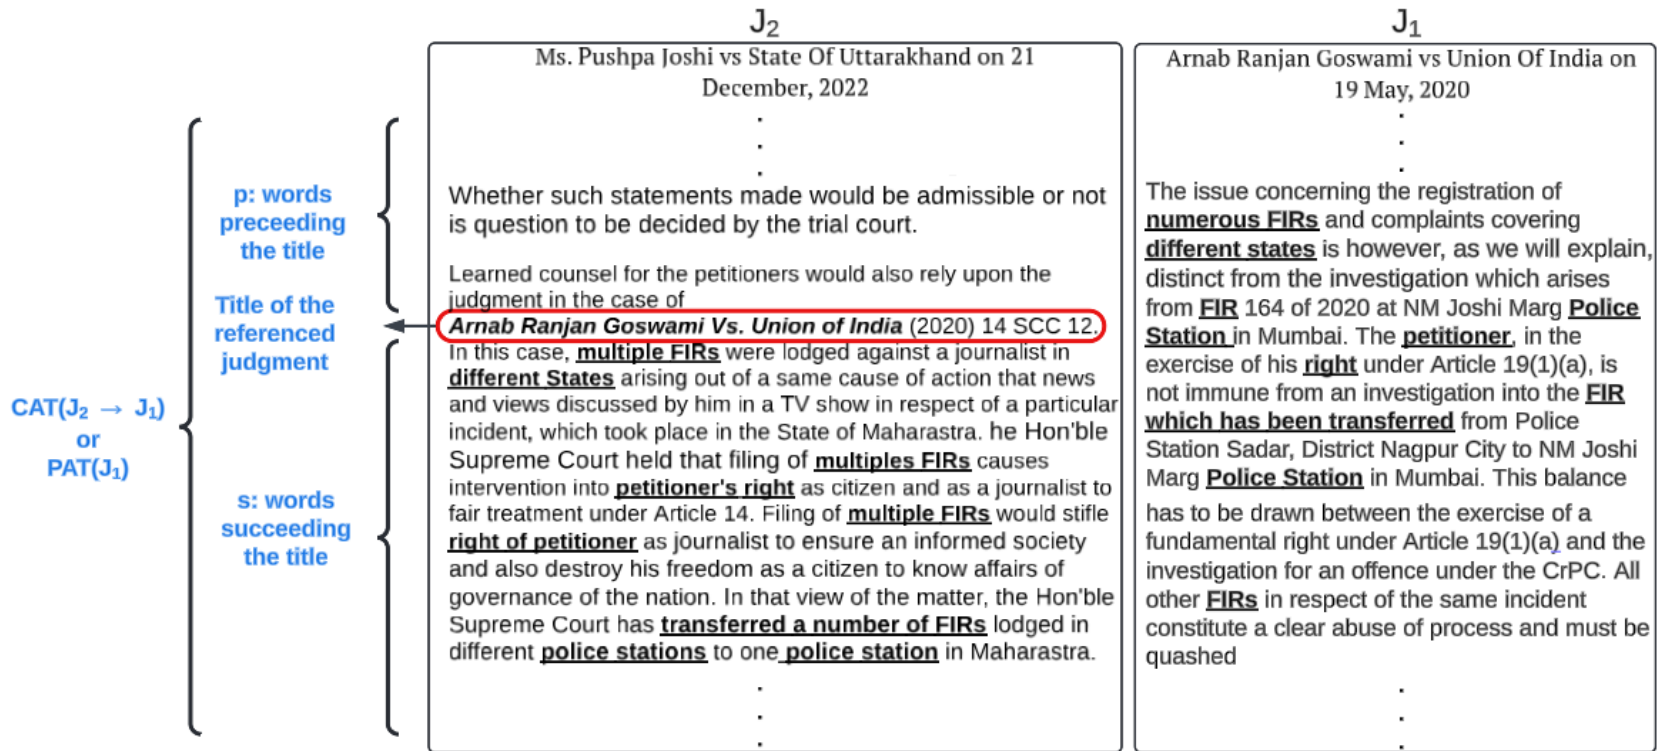 J2
Ms. Pushpa Joshi vs State Of Uttarakhand on 21
December, 2022
Whether such statements made would be admissible or not
is question to be decided by the trial court.
Learned counsel for the petitioners would also rely upon the
judgment in the case of
Arnab Ranjan Goswami Vs. Union of India (2020) 14 SCC 12.
In this case, multiple FIRs were lodged against a journalist in
different States arising out of a same cause of action that news
and views discussed by him in a TV show in respect of a particular
incident, which took place in the State of Maharastra. he Hon'ble
Supreme Court held that filing of multiples FIRs causes
intervention into petitioner's right as citizen and as a journalist to
fair treatment under Article 14. Filing of multiple FIRs would stifle
right of petitioner as journalist to ensure an informed society
and also destroy his freedom as a citizen to know affairs of
governance of the nation. In that view of the matter, the Hon'ble
Supreme Court has transferred a number of FIRs lodged in
different police stations to one police station in Maharastra.
J1
Arnab Ranjan Goswami vs Union Of India on
19 May, 2020
The issue concerning the registration of
numerous FIRs and complaints covering
different states is however, as we will explain,
distinct from the investigation which arises
from FIR 164 of 2020 at NM Joshi Marg Police
Station in Mumbai. The petitioner, in the
exercise of his right under Article 19(1)(a), is
not immune from an investigation into the FIR
which has been transferred from Police
Station Sadar, District Nagpur City to NM Joshi
Marg Police Station in Mumbai. This balance
has to be drawn between the exercise of a
fundamental right under Article 19(1)(a) and the
investigation for an offence under the CrPC. All
other FIRs in respect of the same incident
constitute a clear abuse of process and must be
quashed
p: words
preceeding
the title
Title of the
referenced
judgment
s: words
succeeding
the title
CAT(J2 → J1)
or
PAT(J1)